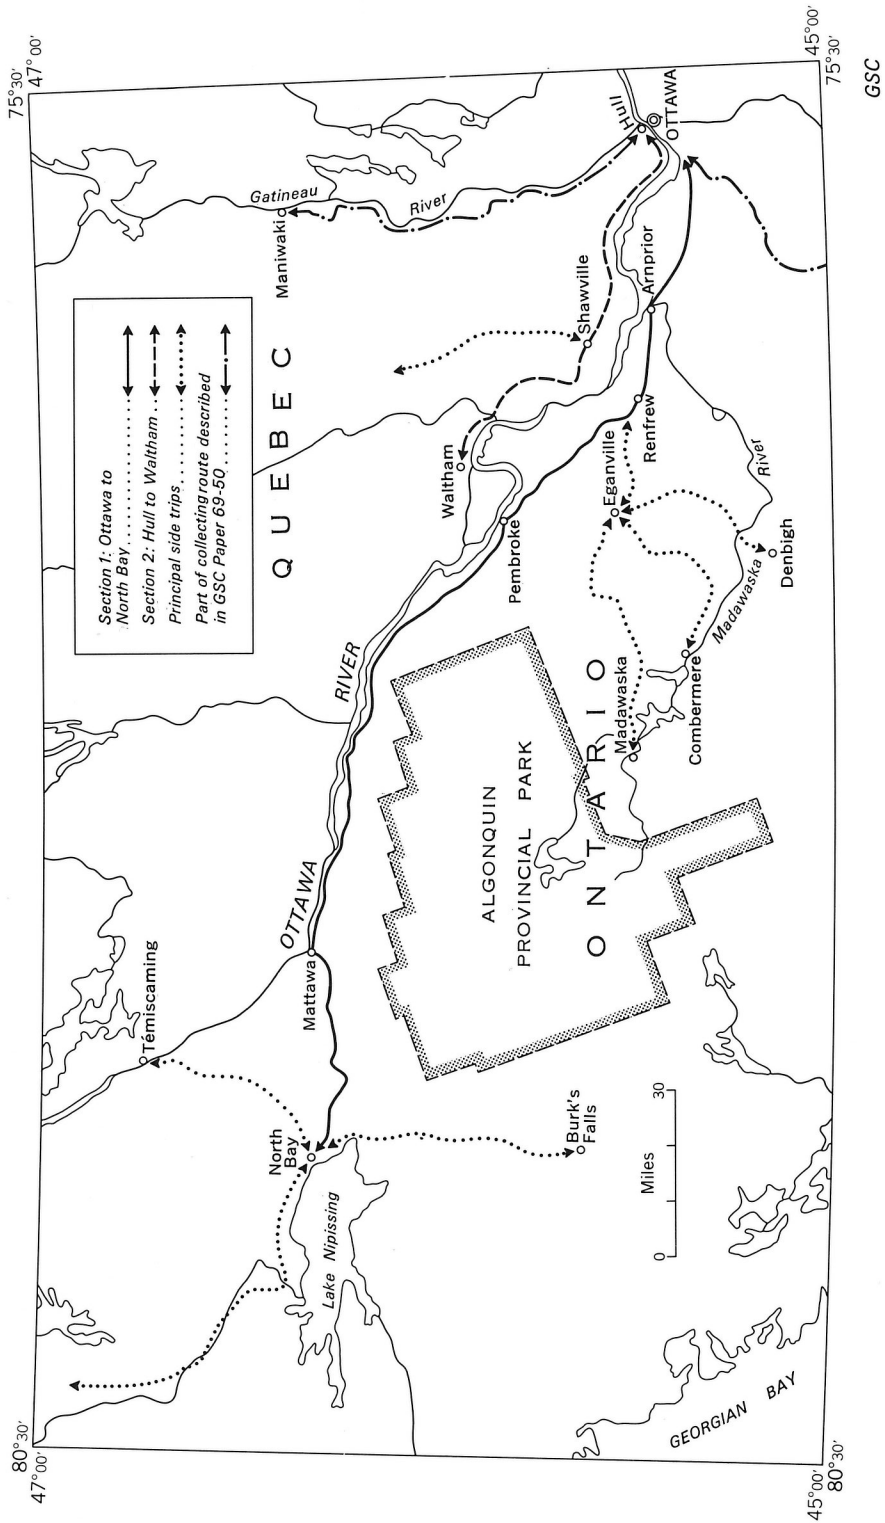 80°30′
47°00′
75°30′
47°00′
Témiscaming
Section 1: Ottawa to
North Bay
Section 2: Hull to Waltham
Principal side trips
Part of collecting route described
in GSC Paper 69-50
Maniwaki
Gatineau
River
QUEBEC
North
Bay
Mattawa
OTTAWA
RIVER
Lake Nipissing
Waltham
Pembroke
Shawville
Hull
OTTAWA
ALGONQUIN
PROVINCIAL PARK
ONTARIO
Eganville
Renfrew
Arnprior
Burk's
Falls
Madawaska
Combermere
Madawaska
River
Denbigh
Miles
0
30
GEORGIAN BAY
45°00′
80°30′
45°00′
75°30′
GSC